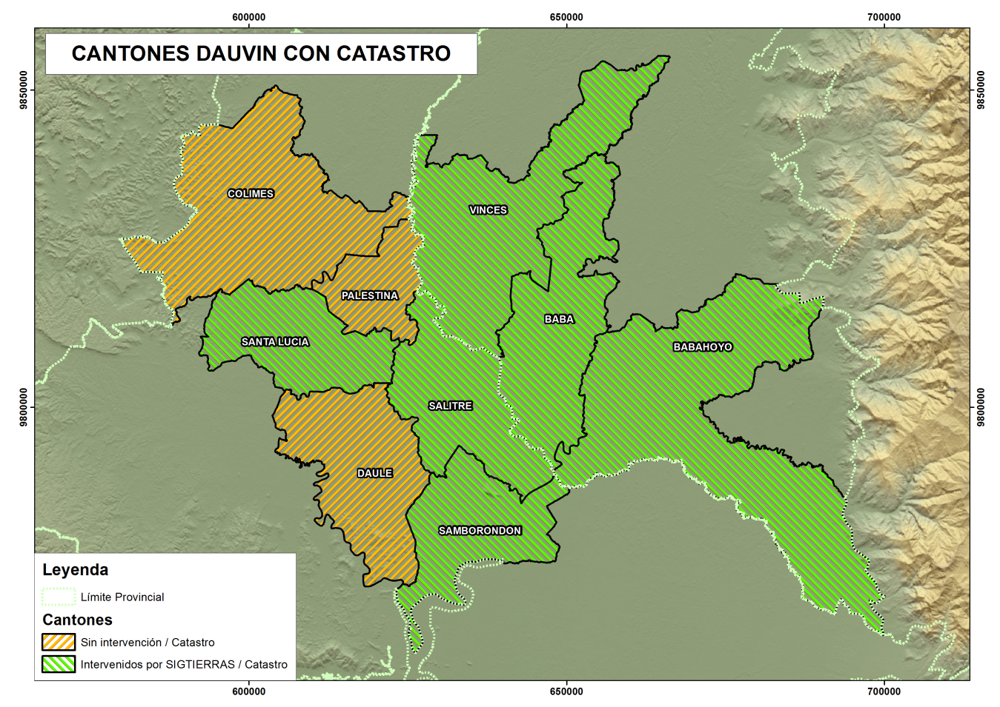 600000
650000
700000
CANTONES DAUVIN CON CATASTRO
9850000
9850000
COLIMES
VINCES
PALESTINA
BABA
SANTA LUCIA
BABAHOYO
SALITRE
9800000
9800000
DAULE
SAMBORONDON
Leyenda
Límite Provincial
Cantones
Sin intervención / Catastro
Intervenidos por SIGTIERRAS / Catastro
600000
650000
700000